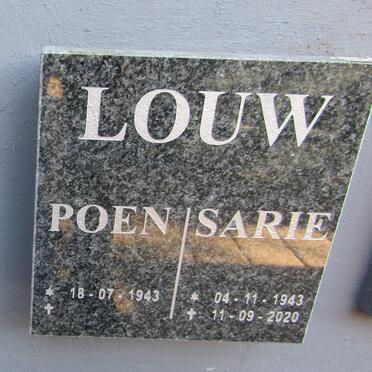 LOUW
POEN | SARIE
* 18-07-1943 * 04-11-1943
✝ ✝ 11-09-2020